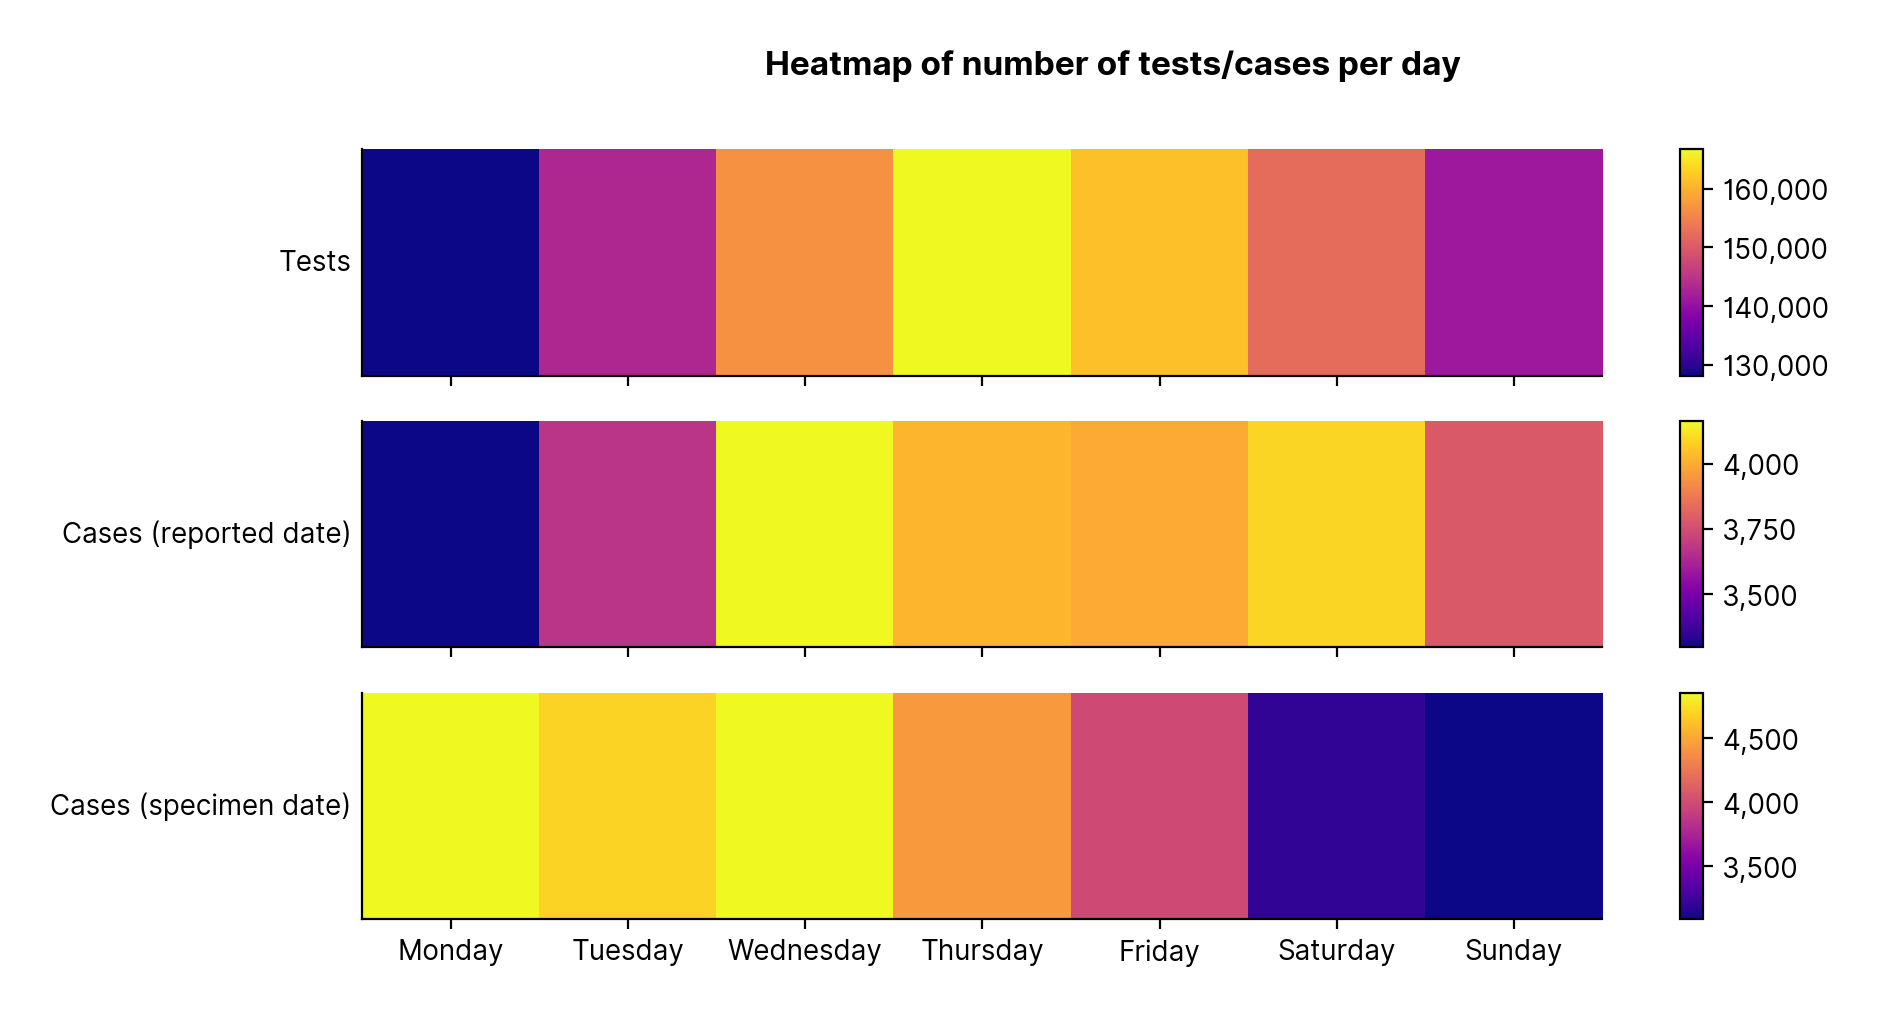 Heatmap of number of tests/cases per day
Tests
160,000
150,000
140,000
130,000
Cases (reported date)
4,000
3,750
3,500
Cases (specimen date)
4,500
4,000
3,500
Monday Tuesday Wednesday Thursday Friday Saturday Sunday